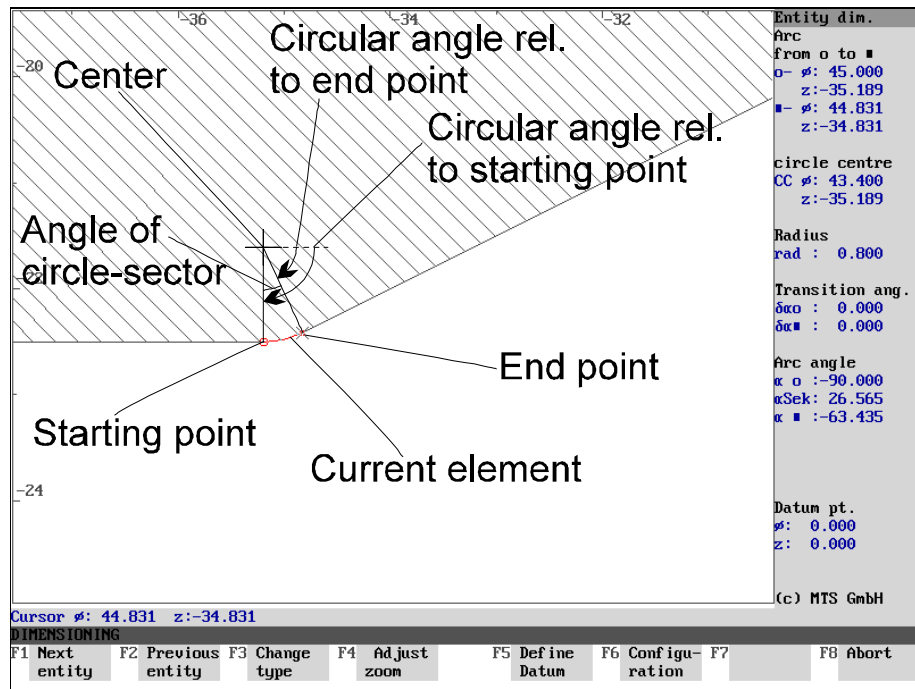 -36
-34
-32
-20
-22
-24
Center
Circular angle rel.
to end point
Circular angle rel.
to starting point
Angle of
circle-sector
End point
Starting point
Current element
Entity dim.
Arc
from o to ■
o- ø: 45.000
z:-35.189
■- ø: 44.831
z:-34.831
circle centre
CC ø: 43.400
z:-35.189
Radius
rad : 0.800
Transition ang.
δαo : 0.000
δα■ : 0.000
Arc angle
α o :-90.000
αSek: 26.565
α ■ :-63.435
Datum pt.
ø: 0.000
z: 0.000
(c) MTS GmbH
Cursor ø: 44.831 z:-34.831
DIMENSIONING
F1 Next entity
F2 Previous entity
F3 Change type
F4 Adjust zoom
F5 Define Datum
F6 Configu-ration
F7
F8 Abort